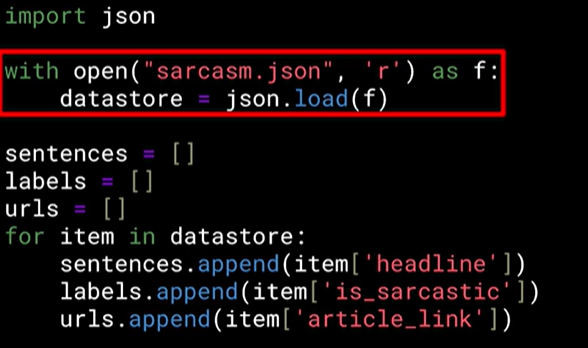 import json
with open("sarcasm.json", 'r') as f:
    datastore = json.load(f)
sentences = []
labels = []
urls = []
for item in datastore:
    sentences.append(item['headline'])
    labels.append(item['is_sarcastic'])
    urls.append(item['article_link'])